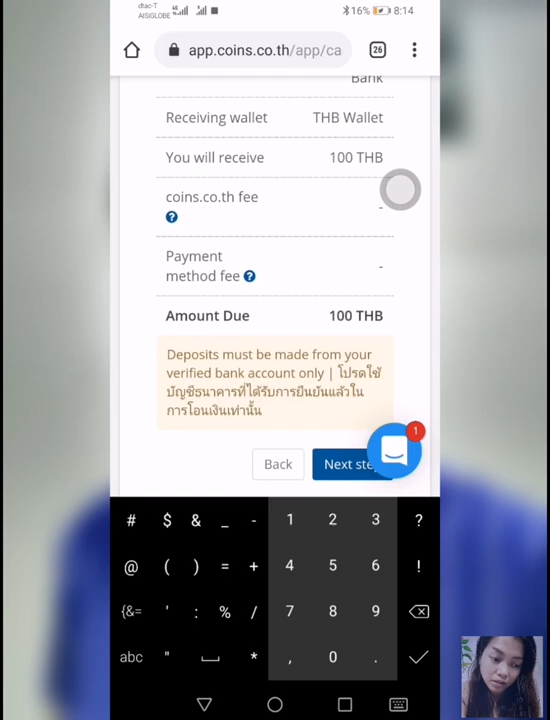 dtac-T
AISIGLOBE
16%
8:14
app.coins.co.th/app/ca
26
Bank
Receiving wallet THB Wallet
You will receive 100 THB
coins.co.th fee -
Payment
method fee -
Amount Due 100 THB
Deposits must be made from your
verified bank account only | โปรดใช้
บัญชีธนาคารที่ได้รับการยืนยันแล้วใน
การโอนเงินเท่านั้น
1
Back Next ste
# $ & _ - 1 2 3 ?
@ ( ) = + 4 5 6 !
{&= ' : % / 7 8 9
abc " * , 0 .